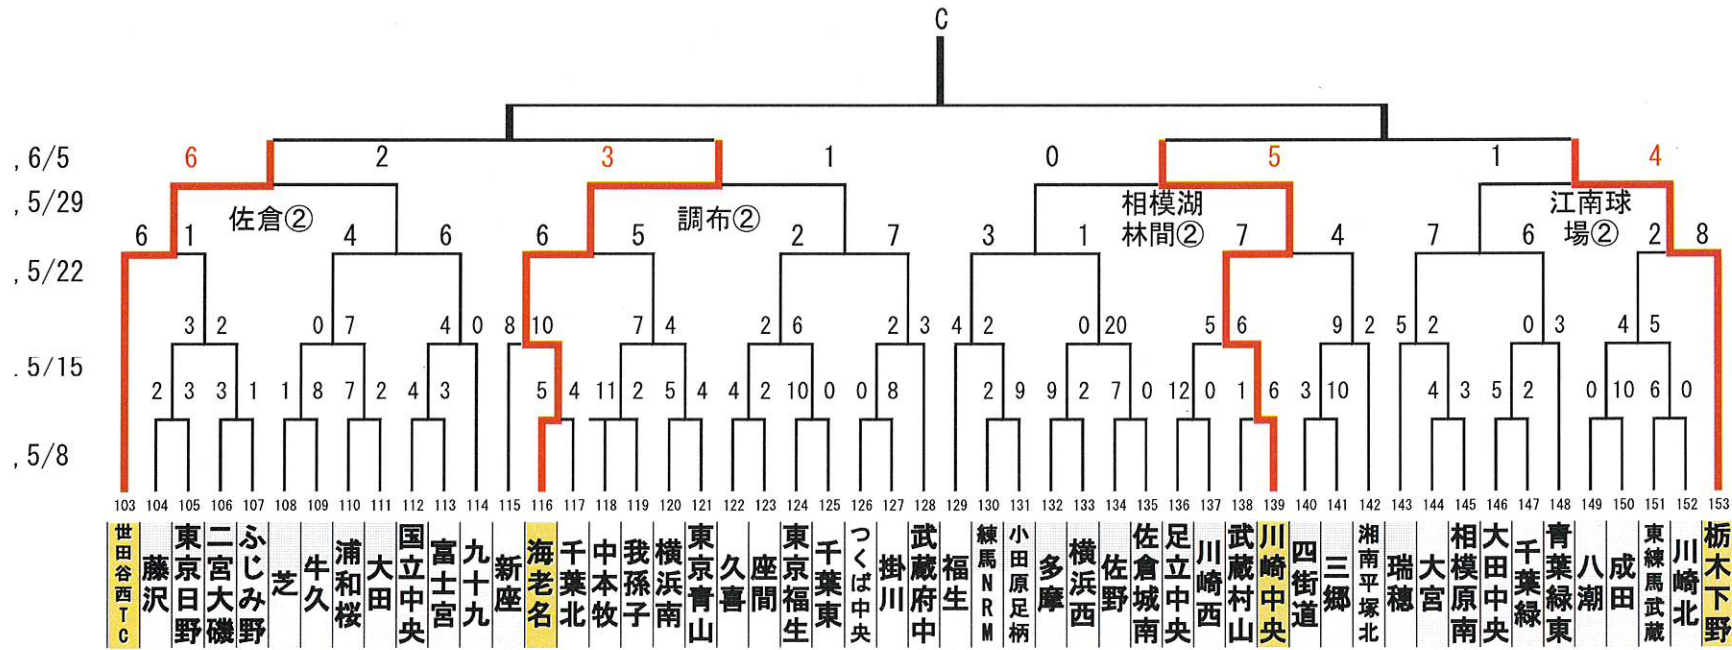 C
, 6/5 6 2 3 1 0 5 1 4
, 5/29
佐倉② 調布② 相模湖 江南球
林間② 場②
6 1 4 6 6 5 2 7 3 1 7 4 7 6 2 8
, 5/22
3 2 0 7 4 0 8 10 7 4 2 6 2 3 4 2 0 20 5 6 9 2 5 2 0 3 4 5
. 5/15
2 3 3 1 1 8 7 2 4 3 5 4 11 2 5 4 4 2 10 0 0 8 2 9 9 2 7 0 12 0 1 6 3 10 4 3 5 2 0 10 6 0
, 5/8
103 104 105 106 107 108 109 110 111 112 113 114 115 116 117 118 119 120 121 122 123 124 125 126 127 128 129 130 131 132 133 134 135 136 137 138 139 140 141 142 143 144 145 146 147 148 149 150 151 152 153
世田谷西TC
藤沢
東京日野
二宮大磯
ふじみ野
芝
牛久
浦和桜
大田
国立中央
富士宮
九十九
新座
海老名
千葉北
中本牧
我孫子
横浜南
東京青山
久喜
座間
東京福生
千葉東
つくば中央
掛川
武蔵府中
福生
練馬NRM
小田原足柄
多摩
横浜西
佐野
佐倉城南
足立中央
川崎西
武蔵村山
川崎中央
四街道
三郷
湘南平塚北
瑞穂
大宮
相模原南
大田中央
千葉緑
青葉緑東
八潮
成田
東練馬武蔵
川崎北
栃木下野